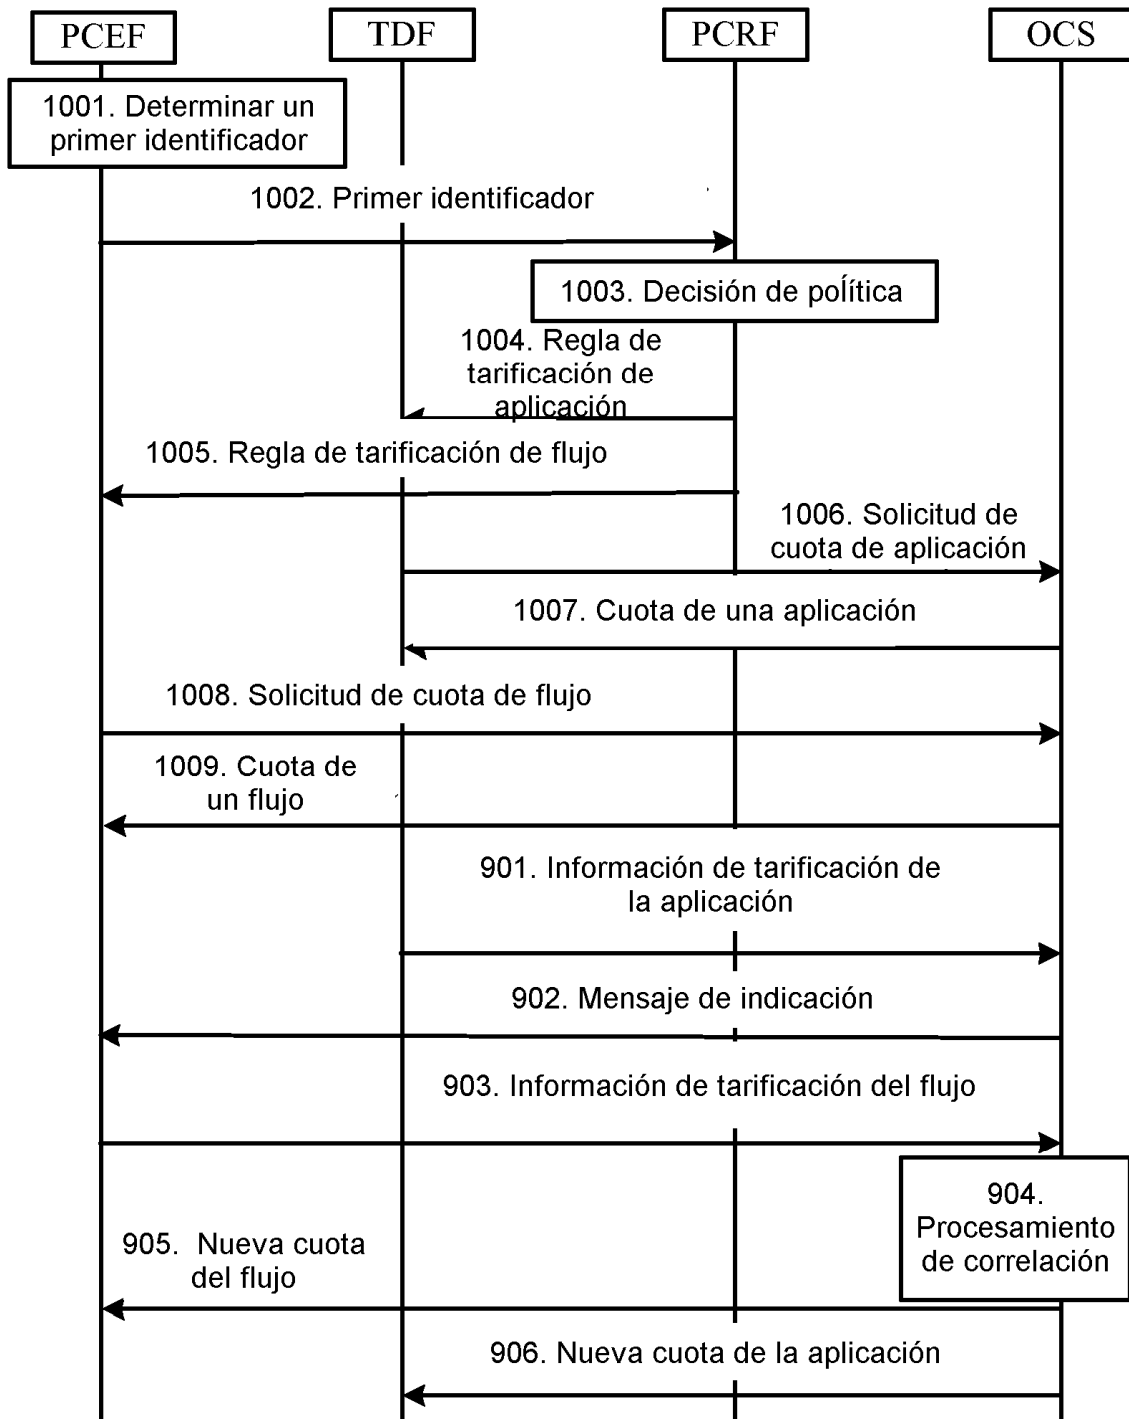 PCEF
TDF
PCRF
OCS
1001. Determinar un
primer identificador
1002. Primer identificador
1003. Decisión de política
1004. Regla de
tarificación de
aplicación
1005. Regla de tarificación de flujo
1006. Solicitud de
cuota de aplicación
1007. Cuota de una aplicación
1008. Solicitud de cuota de flujo
1009. Cuota de
un flujo
901. Información de tarificación de
la aplicación
902. Mensaje de indicación
903. Información de tarificación del flujo
904.
Procesamiento
de correlación
905. Nueva cuota
del flujo
906. Nueva cuota de la aplicación